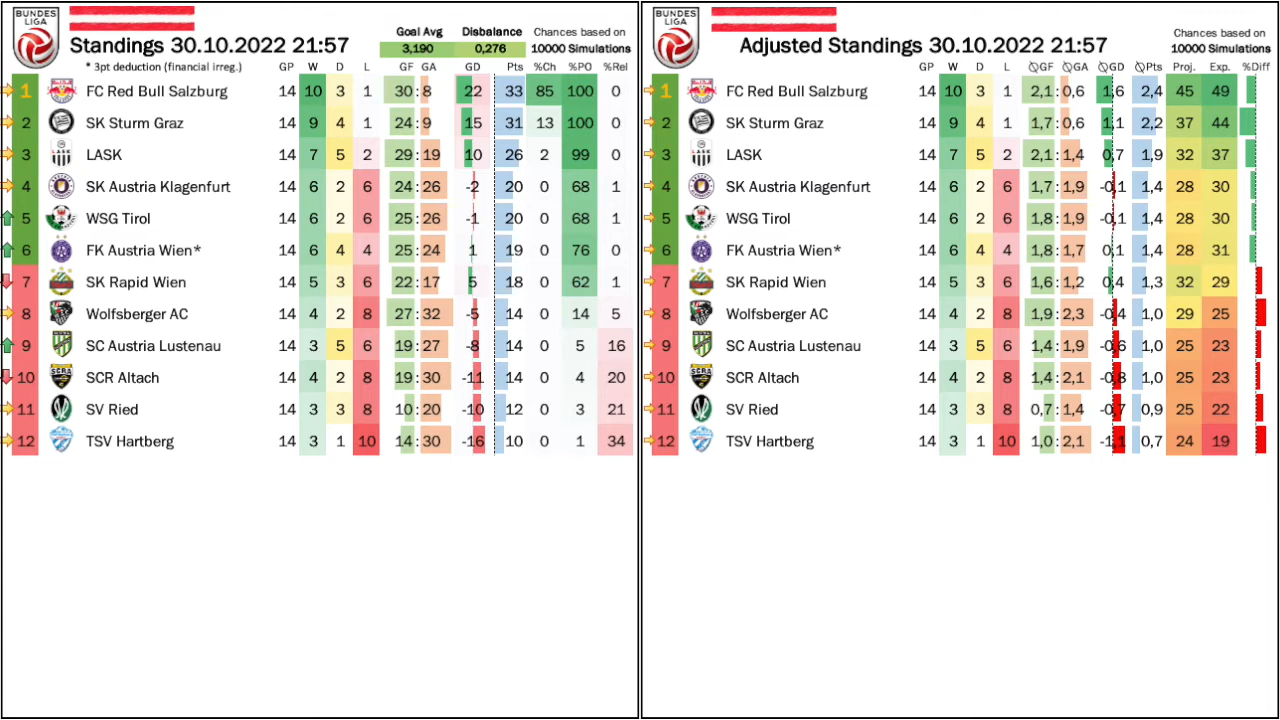 BUNDES
LIGA
Standings 30.10.2022 21:57
* 3pt deduction (financial irreg.)
Goal Avg Disbalance
3,190 0,276
Chances based on
10000 Simulations
GP W D L GF GA GD Pts %Ch %PO %Rel
1 FC Red Bull Salzburg 14 10 3 1 30:8 22 33 85 100 0
2 SK Sturm Graz 14 9 4 1 24:9 15 31 13 100 0
3 LASK 14 7 5 2 29:19 10 26 2 99 0
4 SK Austria Klagenfurt 14 6 2 6 24:26 -2 20 0 68 1
5 WSG Tirol 14 6 2 6 25:26 -1 20 0 68 1
6 FK Austria Wien* 14 6 4 4 25:24 1 19 0 76 0
7 SK Rapid Wien 14 5 3 6 22:17 5 18 0 62 1
8 Wolfsberger AC 14 4 2 8 27:32 -5 14 0 14 5
9 SC Austria Lustenau 14 3 5 6 19:27 -8 14 0 5 16
10 SCR Altach 14 4 2 8 19:30 -11 14 0 4 20
11 SV Ried 14 3 3 8 10:20 -10 12 0 3 21
12 TSV Hartberg 14 3 1 10 14:30 -16 10 0 1 34
BUNDES
LIGA
Adjusted Standings 30.10.2022 21:57
Chances based on
10000 Simulations
GP W D L ∅GF ∅GA ∅GD ∅Pts Proj. Exp. %Diff
1 FC Red Bull Salzburg 14 10 3 1 2,1:0,6 1,6 2,4 45 49
2 SK Sturm Graz 14 9 4 1 1,7:0,6 1,1 2,2 37 44
3 LASK 14 7 5 2 2,1:1,4 0,7 1,9 32 37
4 SK Austria Klagenfurt 14 6 2 6 1,7:1,9 -0,1 1,4 28 30
5 WSG Tirol 14 6 2 6 1,8:1,9 -0,1 1,4 28 30
6 FK Austria Wien* 14 6 4 4 1,8:1,7 0,1 1,4 28 31
7 SK Rapid Wien 14 5 3 6 1,6:1,2 0,4 1,3 32 29
8 Wolfsberger AC 14 4 2 8 1,9:2,3 -0,4 1,0 29 25
9 SC Austria Lustenau 14 3 5 6 1,4:1,9 -0,6 1,0 25 23
10 SCR Altach 14 4 2 8 1,4:2,1 -0,8 1,0 25 23
11 SV Ried 14 3 3 8 0,7:1,4 -0,7 0,9 25 22
12 TSV Hartberg 14 3 1 10 1,0:2,1 -1,1 0,7 24 19